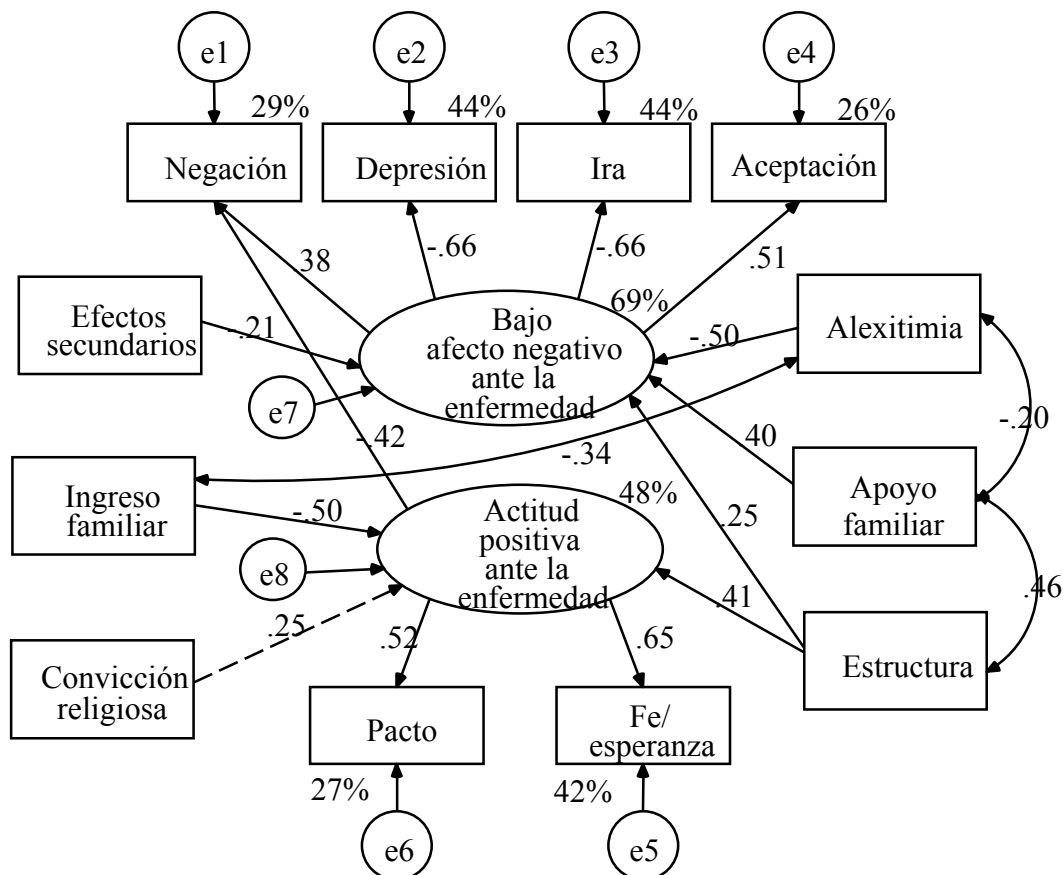 e1
e2
e3
e4
29%
44%
44%
26%
Negación
Depresión
Ira
Aceptación
.38
-.66
-.66
.51
69%
Efectos
secundarios
-.21
Bajo
afecto negativo
ante la
enfermedad
-.50
Alexitimia
e7
-.42
-.34
.40
-.20
Ingreso
familiar
-.50
48%
Actitud
positiva
ante la
enfermedad
.25
Apoyo
familiar
e8
.25
.41
.46
Convicción
religiosa
.52
.65
Estructura
Pacto
Fe/
esperanza
27%
42%
e6
e5